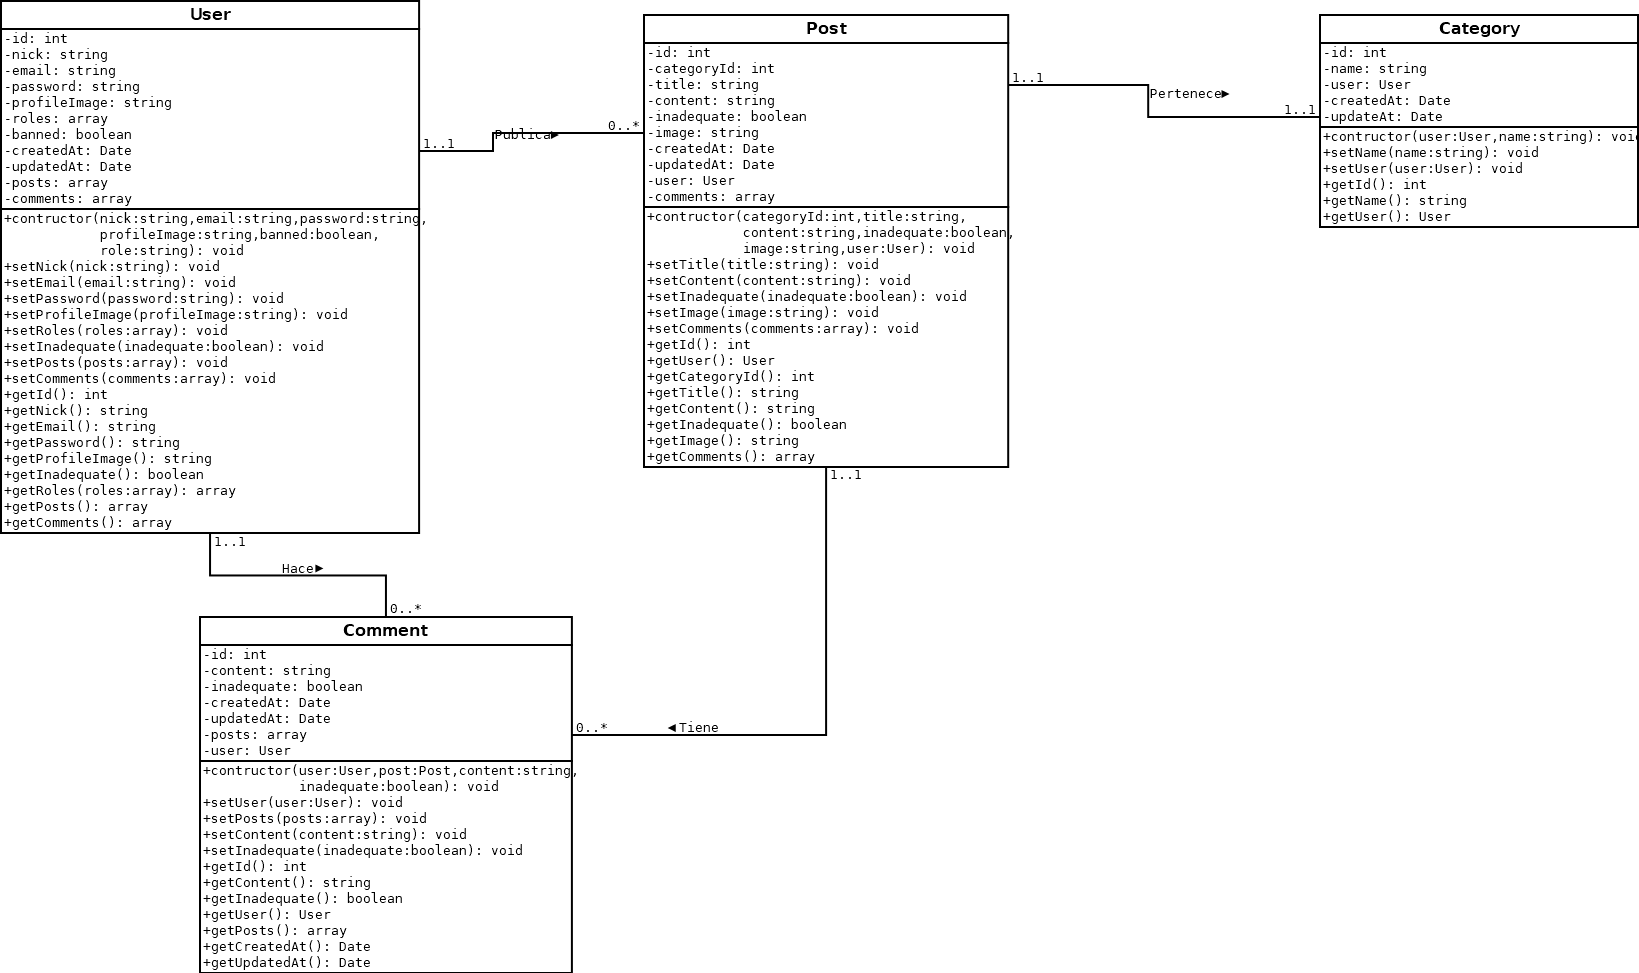 User
-id: int
-nick: string
-email: string
-password: string
-profileImage: string
-roles: array
-banned: boolean
-createdAt: Date
-updatedAt: Date
-posts: array
-comments: array
+contructor(nick:string,email:string,password:string,
profileImage:string,banned:boolean,
role:string): void
+setNick(nick:string): void
+setEmail(email:string): void
+setPassword(password:string): void
+setProfileImage(profileImage:string): void
+setRoles(roles:array): void
+setInadequate(inadequate:boolean): void
+setPosts(posts:array): void
+setComments(comments:array): void
+getId(): int
+getNick(): string
+getEmail(): string
+getPassword(): string
+getProfileImage(): string
+getInadequate(): boolean
+getRoles(roles:array): array
+getPosts(): array
+getComments(): array
1..1
Publica►
0..*
Post
-id: int
-categoryId: int
-title: string
-content: string
-inadequate: boolean
-image: string
-createdAt: Date
-updatedAt: Date
-user: User
-comments: array
+contructor(categoryId:int,title:string,
content:string,inadequate:boolean,
image:string,user:User): void
+setTitle(title:string): void
+setContent(content:string): void
+setInadequate(inadequate:boolean): void
+setImage(image:string): void
+setComments(comments:array): void
+getId(): int
+getUser(): User
+getCategoryId(): int
+getTitle(): string
+getContent(): string
+getInadequate(): boolean
+getImage(): string
+getComments(): array
1..1
Pertenece►
1..1
Category
-id: int
-name: string
-user: User
-createdAt: Date
-updateAt: Date
+contructor(user:User,name:string): void
+setName(name:string): void
+setUser(user:User): void
+getId(): int
+getName(): string
+getUser(): User
1..1
Hace►
0..*
1..1
◄Tiene
0..*
Comment
-id: int
-content: string
-inadequate: boolean
-createdAt: Date
-updatedAt: Date
-posts: array
-user: User
+contructor(user:User,post:Post,content:string,
inadequate:boolean): void
+setUser(user:User): void
+setPosts(posts:array): void
+setContent(content:string): void
+setInadequate(inadequate:boolean): void
+getId(): int
+getContent(): string
+getInadequate(): boolean
+getUser(): User
+getPosts(): array
+getCreatedAt(): Date
+getUpdatedAt(): Date